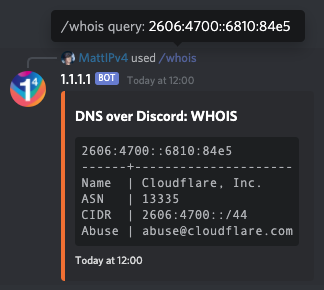 /whois query: 2606:4700::6810:84e5
MattIPv4 used /whois
1.1.1.1 BOT Today at 12:00
1⁴
DNS over Discord: WHOIS
2606:4700::6810:84e5
------+----------------------
Name | Cloudflare, Inc.
ASN | 13335
CIDR | 2606:4700::/44
Abuse | abuse@cloudflare.com
Today at 12:00